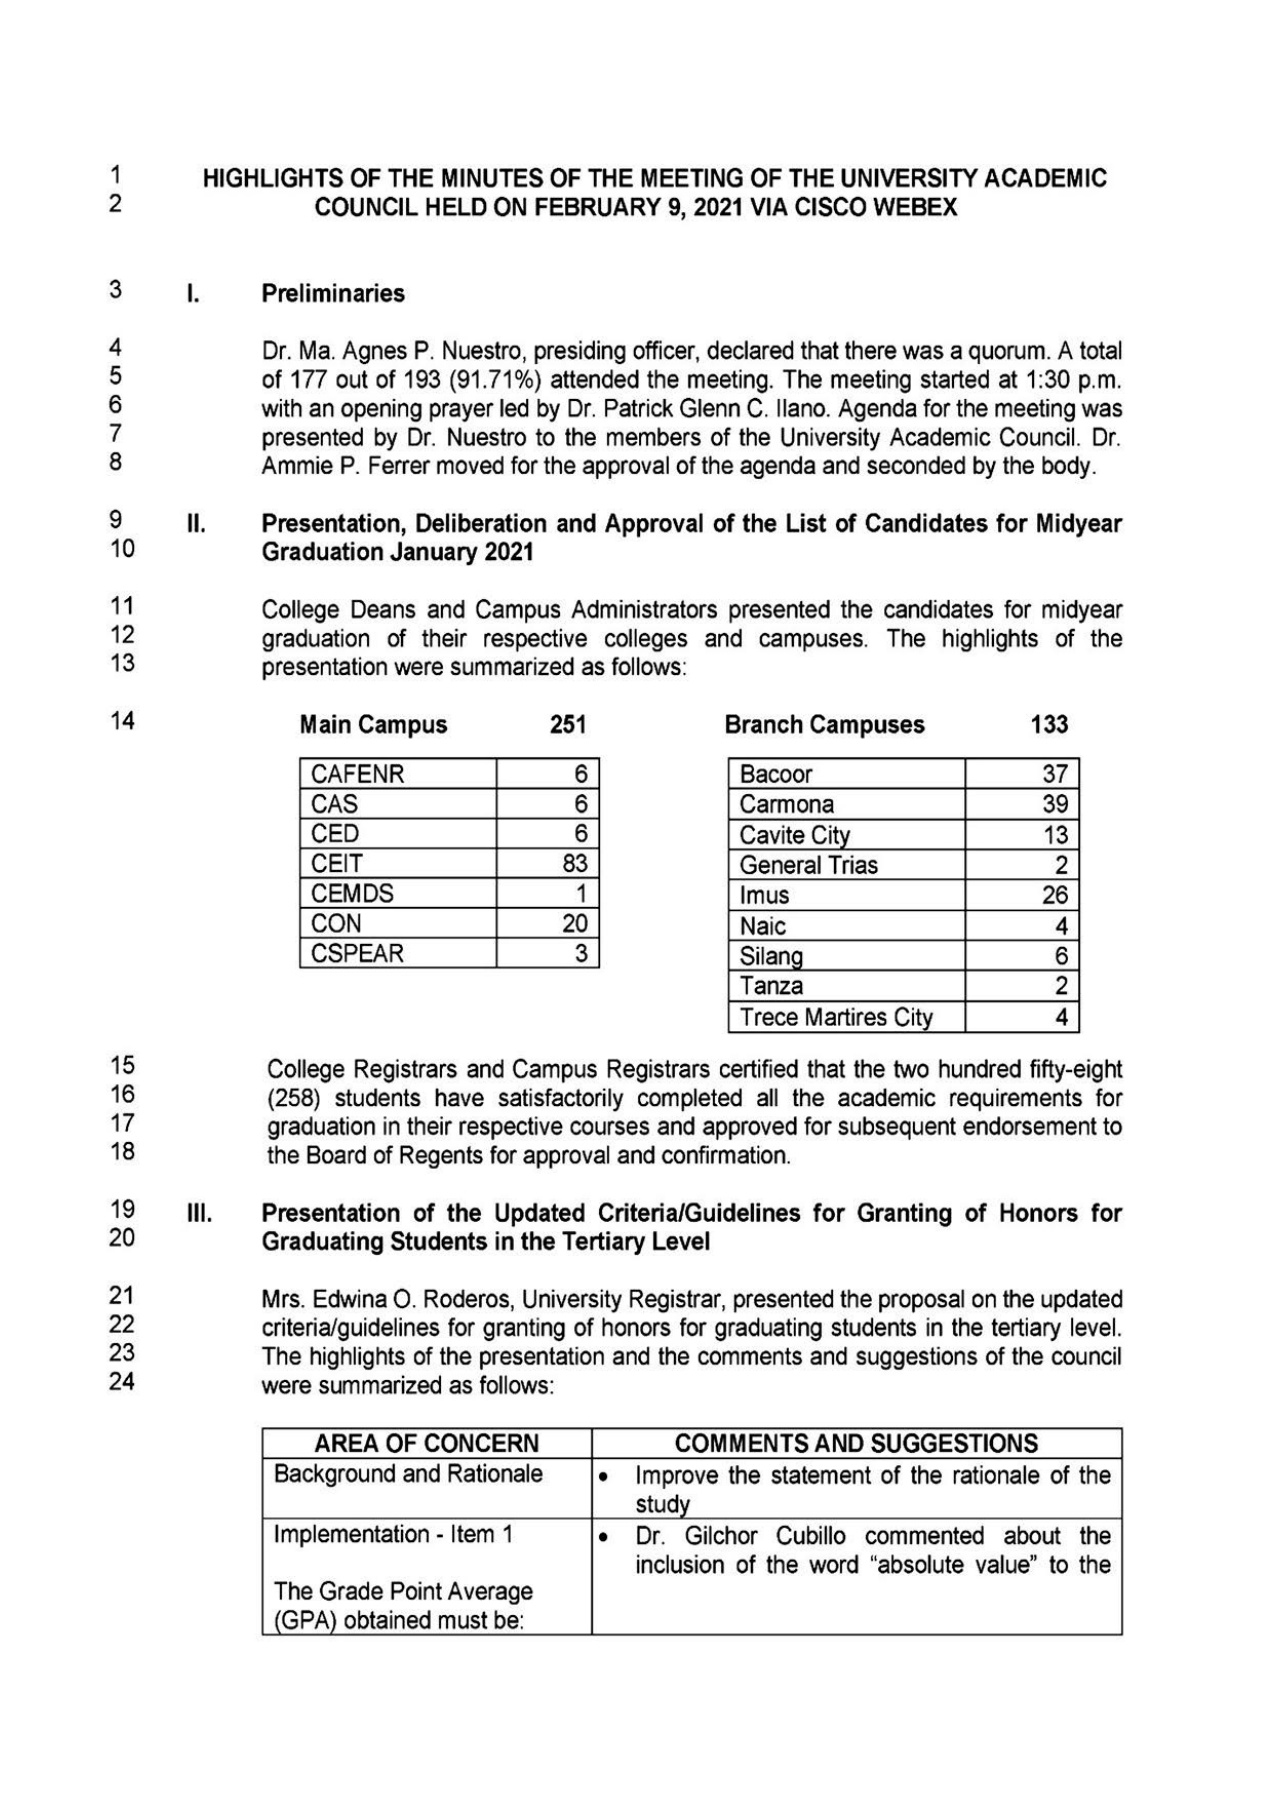 1 HIGHLIGHTS OF THE MINUTES OF THE MEETING OF THE UNIVERSITY ACADEMIC
2 COUNCIL HELD ON FEBRUARY 9, 2021 VIA CISCO WEBEX
3 I. Preliminaries
4 Dr. Ma. Agnes P. Nuestro, presiding officer, declared that there was a quorum. A total
5 of 177 out of 193 (91.71%) attended the meeting. The meeting started at 1:30 p.m.
6 with an opening prayer led by Dr. Patrick Glenn C. Ilano. Agenda for the meeting was
7 presented by Dr. Nuestro to the members of the University Academic Council. Dr.
8 Ammie P. Ferrer moved for the approval of the agenda and seconded by the body.
9 II. Presentation, Deliberation and Approval of the List of Candidates for Midyear
10 Graduation January 2021
11 College Deans and Campus Administrators presented the candidates for midyear
12 graduation of their respective colleges and campuses. The highlights of the
13 presentation were summarized as follows:
14 Main Campus 251 Branch Campuses 133
CAFENR 6
CAS 6
CED 6
CEIT 83
CEMDS 1
CON 20
CSPEAR 3
Bacoor 37
Carmona 39
Cavite City 13
General Trias 2
Imus 26
Naic 4
Silang 6
Tanza 2
Trece Martires City 4
15 College Registrars and Campus Registrars certified that the two hundred fifty-eight
16 (258) students have satisfactorily completed all the academic requirements for
17 graduation in their respective courses and approved for subsequent endorsement to
18 the Board of Regents for approval and confirmation.
19 III. Presentation of the Updated Criteria/Guidelines for Granting of Honors for
20 Graduating Students in the Tertiary Level
21 Mrs. Edwina O. Roderos, University Registrar, presented the proposal on the updated
22 criteria/guidelines for granting of honors for graduating students in the tertiary level.
23 The highlights of the presentation and the comments and suggestions of the council
24 were summarized as follows:
AREA OF CONCERN COMMENTS AND SUGGESTIONS
Background and Rationale • Improve the statement of the rationale of the
study
Implementation - Item 1 • Dr. Gilchor Cubillo commented about the
inclusion of the word “absolute value” to the
The Grade Point Average
(GPA) obtained must be: